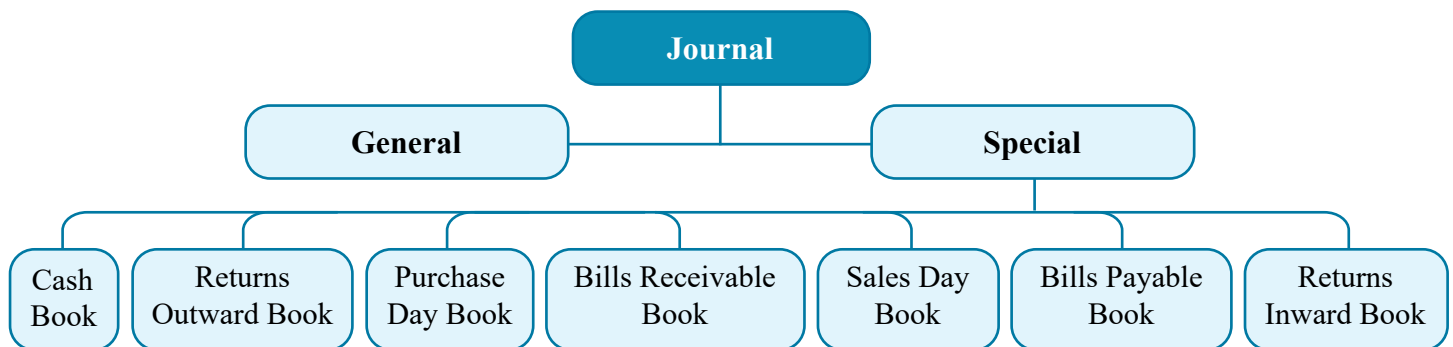 Journal
General
Special
Cash
Book
Returns
Outward Book
Purchase
Day Book
Bills Receivable
Book
Sales Day
Book
Bills Payable
Book
Returns
Inward Book